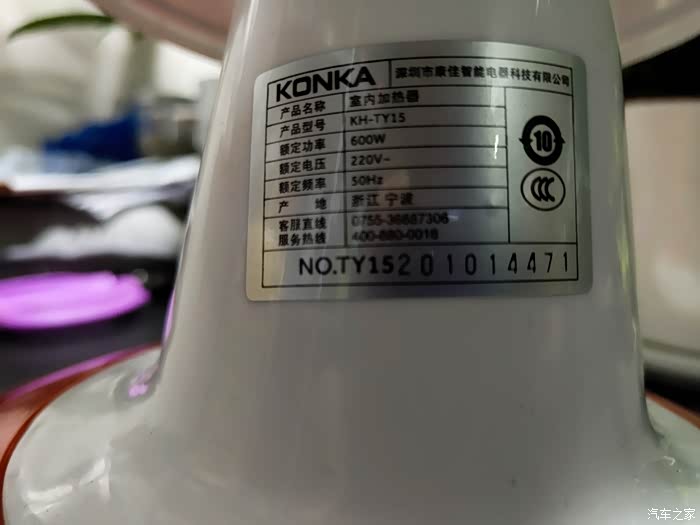 KONKA 深圳市康佳智能电器科技有限公司
产品名称 室内加热器
产品型号 KH-TY15
额定功率 600W
额定电压 220V~
额定频率 50Hz
产 地 浙江 宁波
客服直线 0755-36687306
服务热线 400-880-0018
10
CCC
NO.TY15201014471
汽车之家